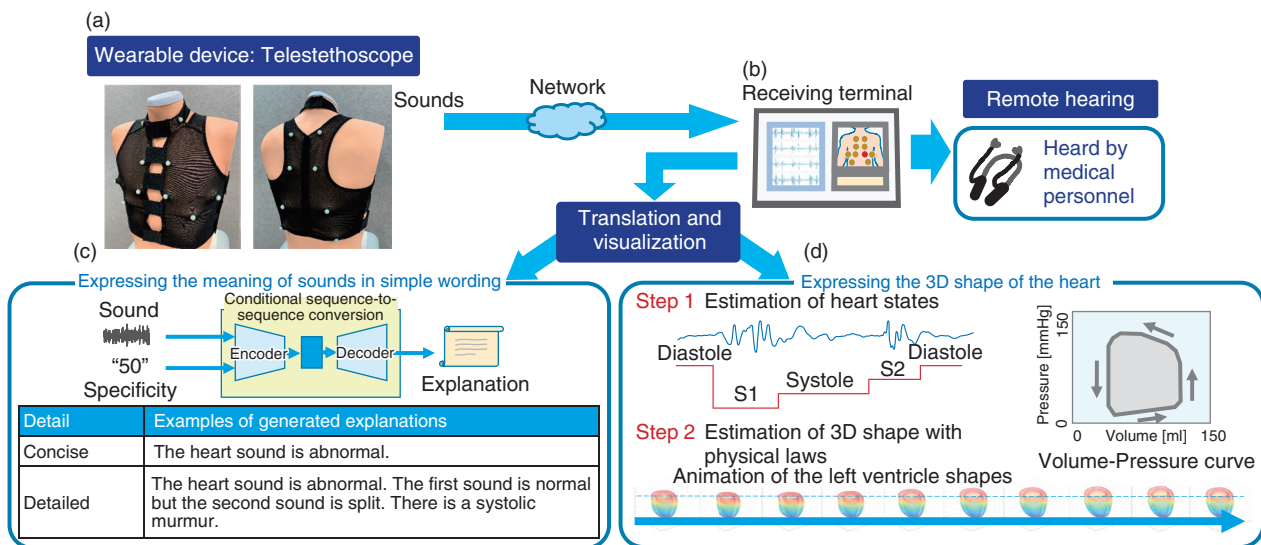 (a)
Wearable device: Telestethoscope
Sounds
Network
(b)
Receiving terminal
Remote hearing
Heard by
medical
personnel
Translation and
visualization
(c)
Expressing the meaning of sounds in simple wording
Sound
“50”
Specificity
Conditional sequence-to-
sequence conversion
Encoder
Decoder
Explanation
Detail
Examples of generated explanations
Concise
The heart sound is abnormal.
Detailed
The heart sound is abnormal. The first sound is normal
but the second sound is split. There is a systolic
murmur.
(d)
Expressing the 3D shape of the heart
Step 1 Estimation of heart states
Diastole
S1
Systole
S2
Diastole
Step 2 Estimation of 3D shape with
physical laws
Animation of the left ventricle shapes
Pressure [mmHg]
150
0
0
Volume [ml]
150
Volume-Pressure curve